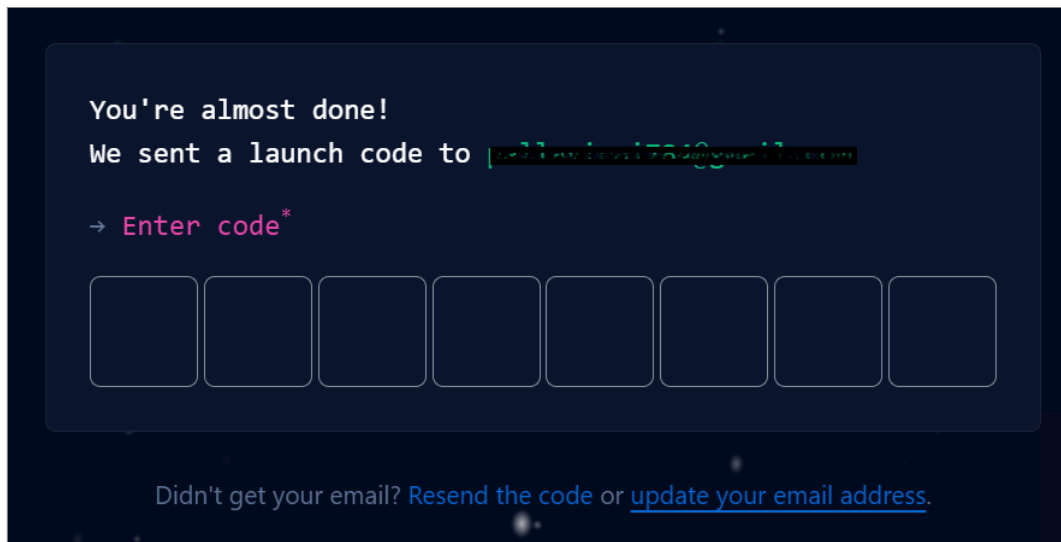 You're almost done!
We sent a launch code to
→ Enter code*
Didn't get your email? Resend the code or update your email address.